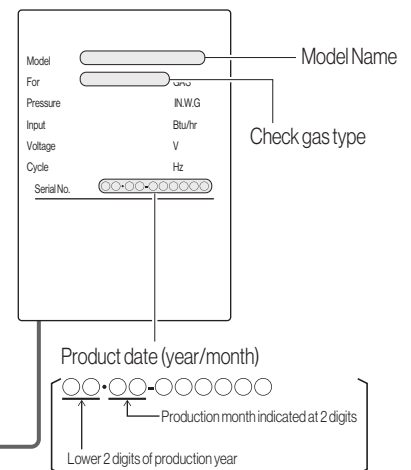 Model
Model Name
For GAS
Pressure IN.W.G
Check gas type
Input Btu/hr
Voltage V
Cycle Hz
Serial No. ○○•○○-○○○○○○○
Product date (year/month)
○○•○○-○○○○○○
Production month indicated at 2 digits
Lower 2 digits of production year